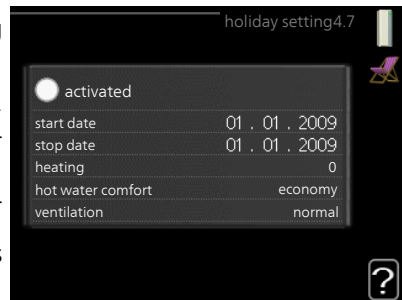 holiday setting4.7
activated
start date 01 . 01 . 2009
stop date 01 . 01 . 2009
heating 0
hot water comfort economy
ventilation normal
?